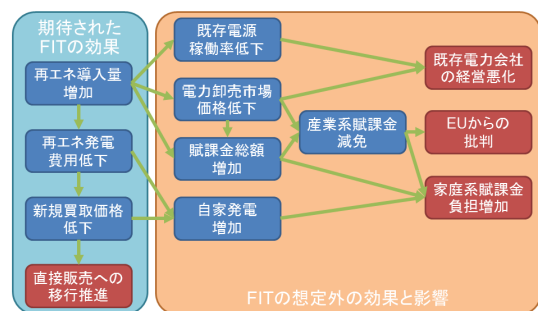 期待された
FITの効果
再エネ導入量
増加
再エネ発電
費用低下
新規買取価格
低下
直接販売への
移行推進
既存電源
稼働率低下
電力卸売市場
価格低下
賦課金総額
増加
自家発電
増加
産業系賦課金
減免
既存電力会社
の経営悪化
EUからの
批判
家庭系賦課金
負担増加
FITの想定外の効果と影響